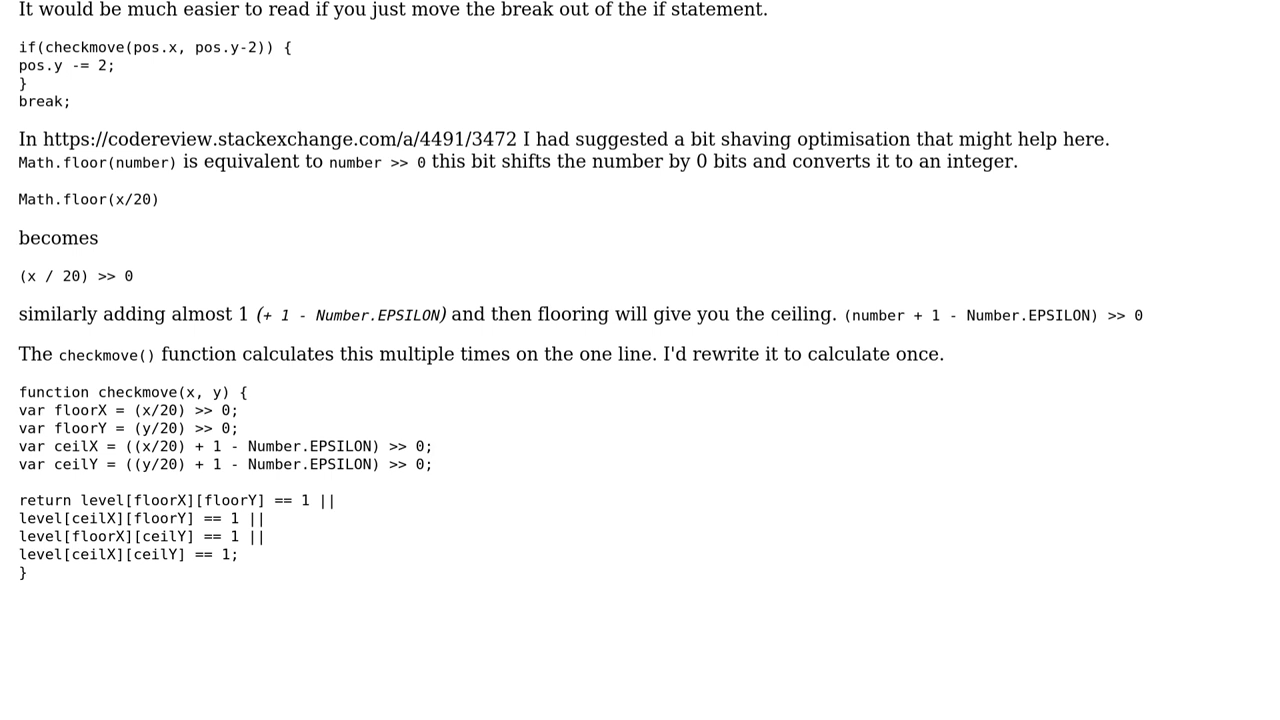 It would be much easier to read if you just move the break out of the if statement.
if(checkmove(pos.x, pos.y-2)) {
pos.y -= 2;
}
break;
In https://codereview.stackexchange.com/a/4491/3472 I had suggested a bit shaving optimisation that might help here.
Math.floor(number) is equivalent to number >> 0 this bit shifts the number by 0 bits and converts it to an integer.
Math.floor(x/20)
becomes
(x / 20) >> 0
similarly adding almost 1 (+ 1 - Number.EPSILON) and then flooring will give you the ceiling. (number + 1 - Number.EPSILON) >> 0
The checkmove() function calculates this multiple times on the one line. I'd rewrite it to calculate once.
function checkmove(x, y) {
var floorX = (x/20) >> 0;
var floorY = (y/20) >> 0;
var ceilX = ((x/20) + 1 - Number.EPSILON) >> 0;
var ceilY = ((y/20) + 1 - Number.EPSILON) >> 0;
return level[floorX][floorY] == 1 ||
level[ceilX][floorY] == 1 ||
level[floorX][ceilY] == 1 ||
level[ceilX][ceilY] == 1;
}